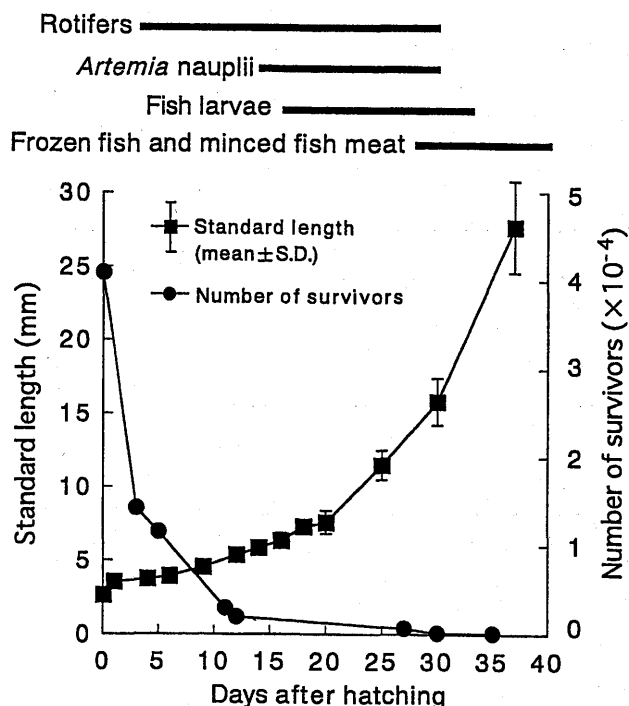 Rotifers
Artemia nauplii
Fish larvae
Frozen fish and minced fish meat
30
25
20
15
10
5
0
Standard length (mm)
Standard length
(mean±S.D.)
Number of survivors
5
4
3
2
1
0
Number of survivors (×10⁻⁴)
0 5 10 15 20 25 30 35 40
Days after hatching